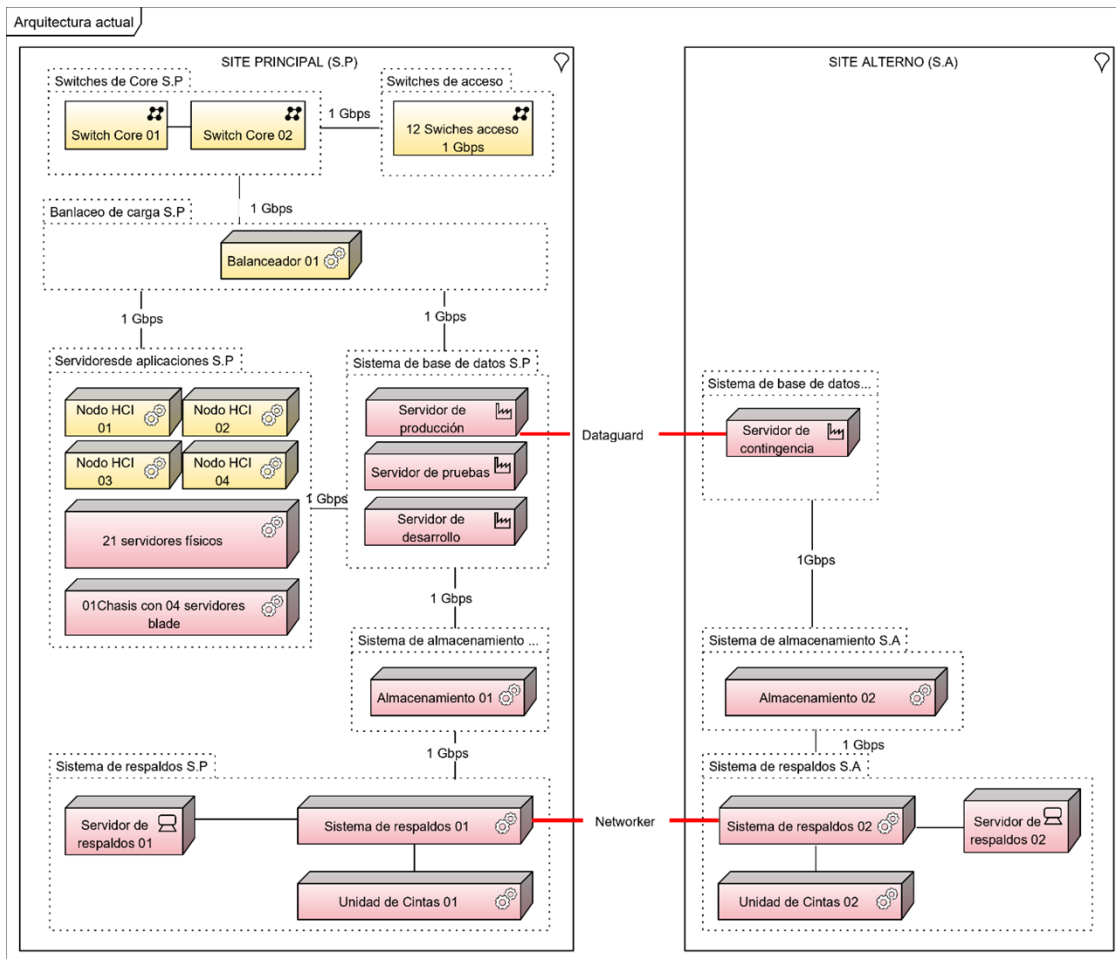 Arquitectura actual
SITE PRINCIPAL (S.P)
Switches de Core S.P
Switch Core 01
Switch Core 02
1 Gbps
Switches de acceso
12 Swiches acceso
1 Gbps
1 Gbps
Banlaceo de carga S.P
Balanceador 01
1 Gbps
1 Gbps
Servidoresde aplicaciones S.P
Nodo HCI
01
Nodo HCI
02
Nodo HCI
03
Nodo HCI
04
21 servidores físicos
01Chasis con 04 servidores
blade
1 Gbps
Sistema de base de datos S.P
Servidor de
producción
Servidor de pruebas
Servidor de
desarrollo
1 Gbps
Sistema de almacenamiento ...
Almacenamiento 01
1 Gbps
Sistema de respaldos S.P
Servidor de
respaldos 01
Sistema de respaldos 01
Unidad de Cintas 01
Dataguard
Networker
SITE ALTERNO (S.A)
Sistema de base de datos...
Servidor de
contingencia
1Gbps
Sistema de almacenamiento S.A
Almacenamiento 02
1 Gbps
Sistema de respaldos S.A
Sistema de respaldos 02
Servidor de
respaldos 02
Unidad de Cintas 02